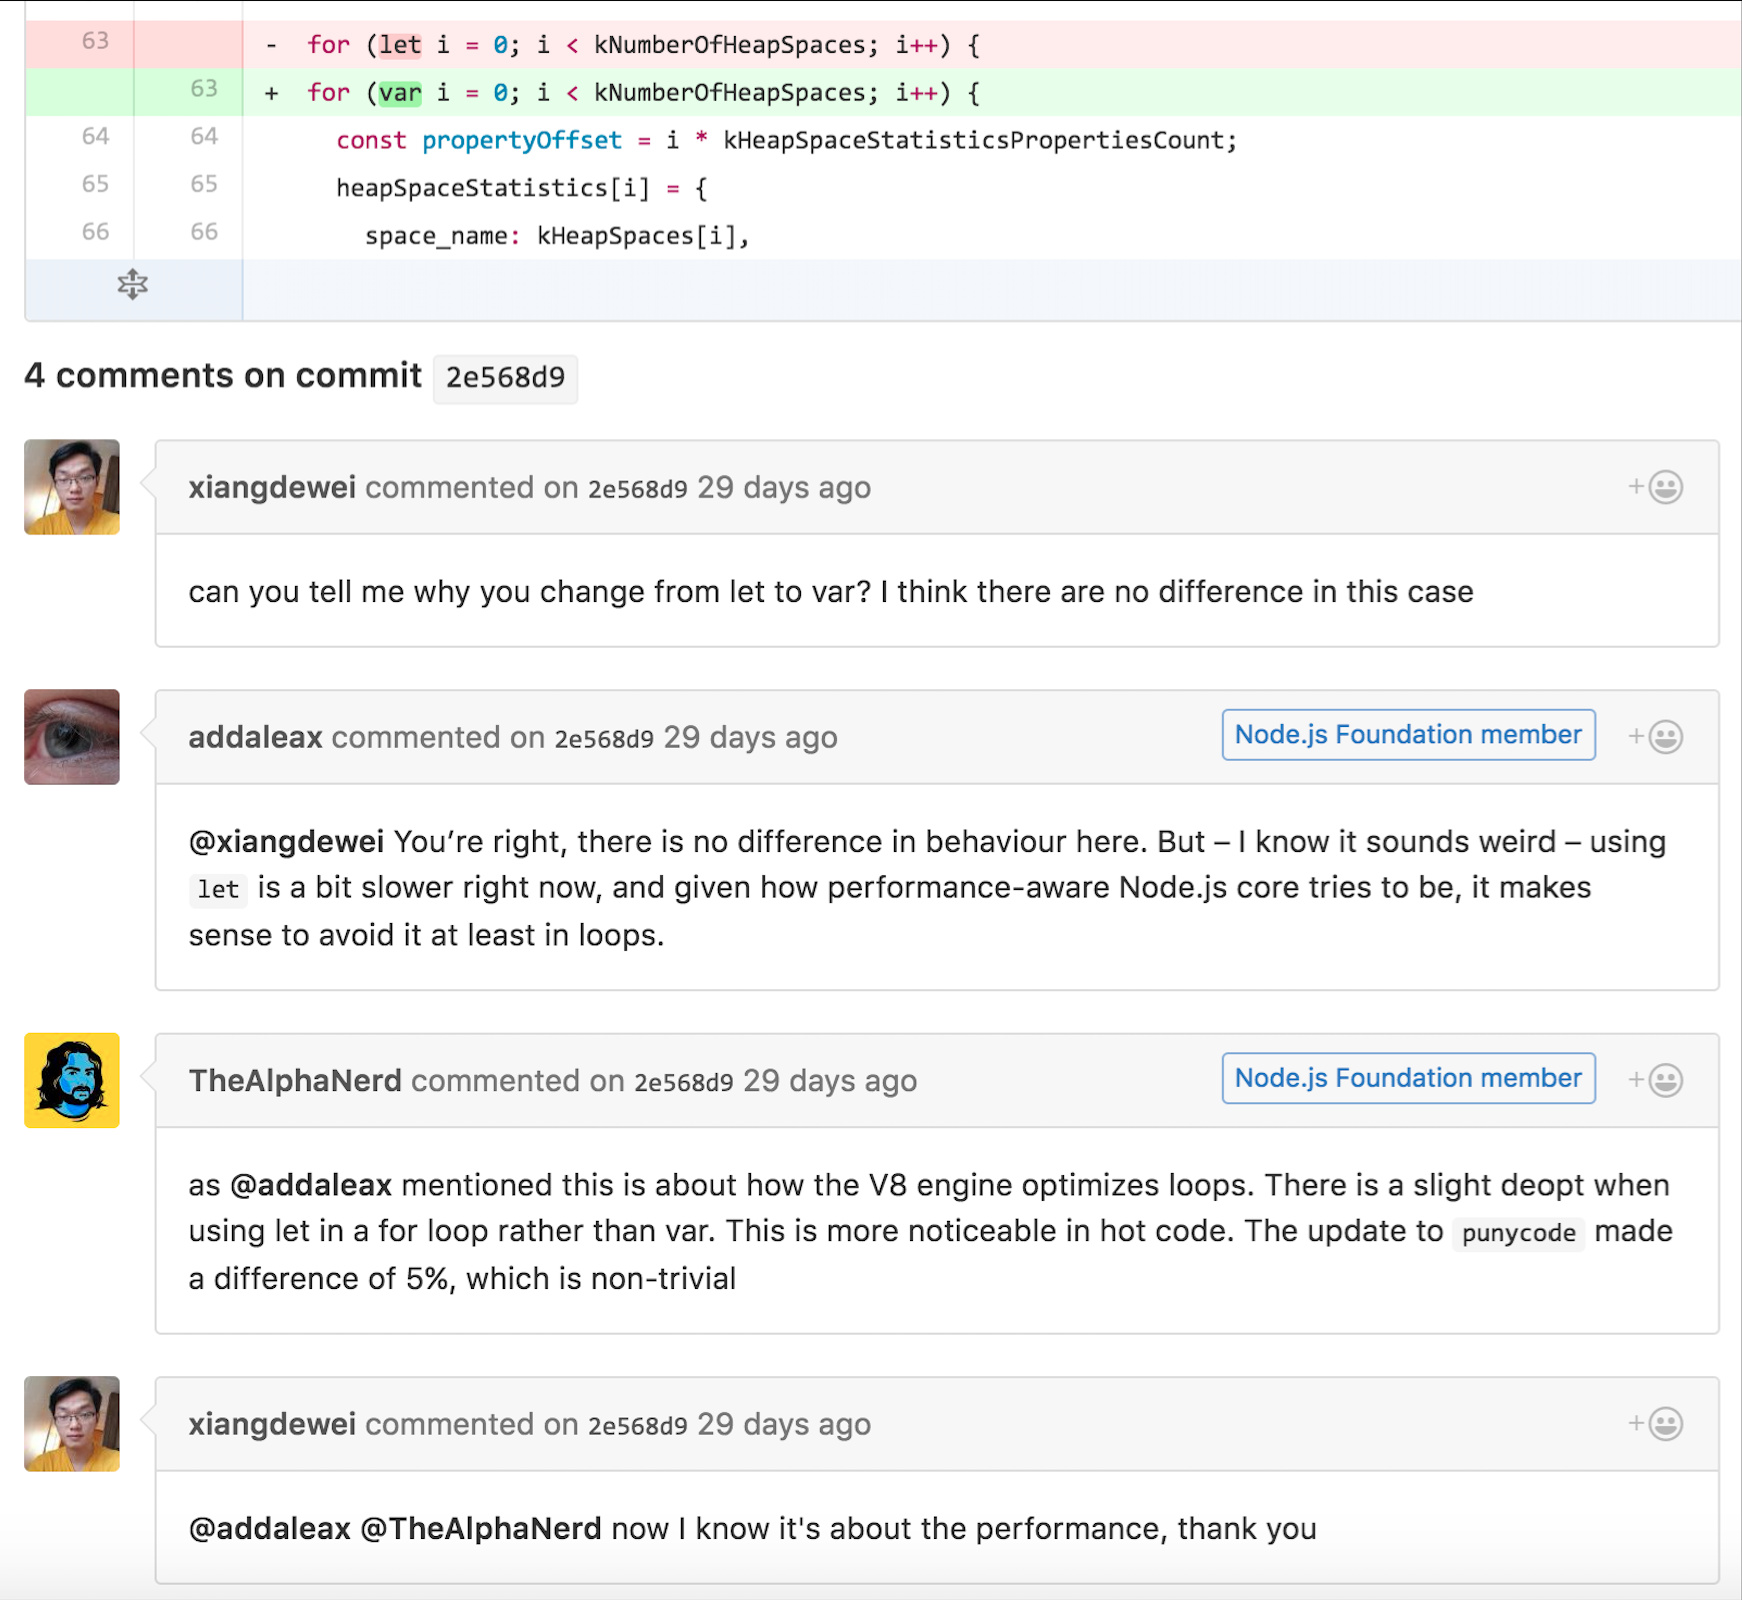 63 - for (let i = 0; i < kNumberOfHeapSpaces; i++) {
63 + for (var i = 0; i < kNumberOfHeapSpaces; i++) {
64 64 const propertyOffset = i * kHeapSpaceStatisticsPropertiesCount;
65 65 heapSpaceStatistics[i] = {
66 66 space_name: kHeapSpaces[i],
4 comments on commit 2e568d9
xiangdewei commented on 2e568d9 29 days ago
can you tell me why you change from let to var? I think there are no difference in this case
addaleax commented on 2e568d9 29 days ago Node.js Foundation member
@xiangdewei You’re right, there is no difference in behaviour here. But – I know it sounds weird – using
let is a bit slower right now, and given how performance-aware Node.js core tries to be, it makes
sense to avoid it at least in loops.
TheAlphaNerd commented on 2e568d9 29 days ago Node.js Foundation member
as @addaleax mentioned this is about how the V8 engine optimizes loops. There is a slight deopt when
using let in a for loop rather than var. This is more noticeable in hot code. The update to punycode made
a difference of 5%, which is non-trivial
xiangdewei commented on 2e568d9 29 days ago
@addaleax @TheAlphaNerd now I know it's about the performance, thank you